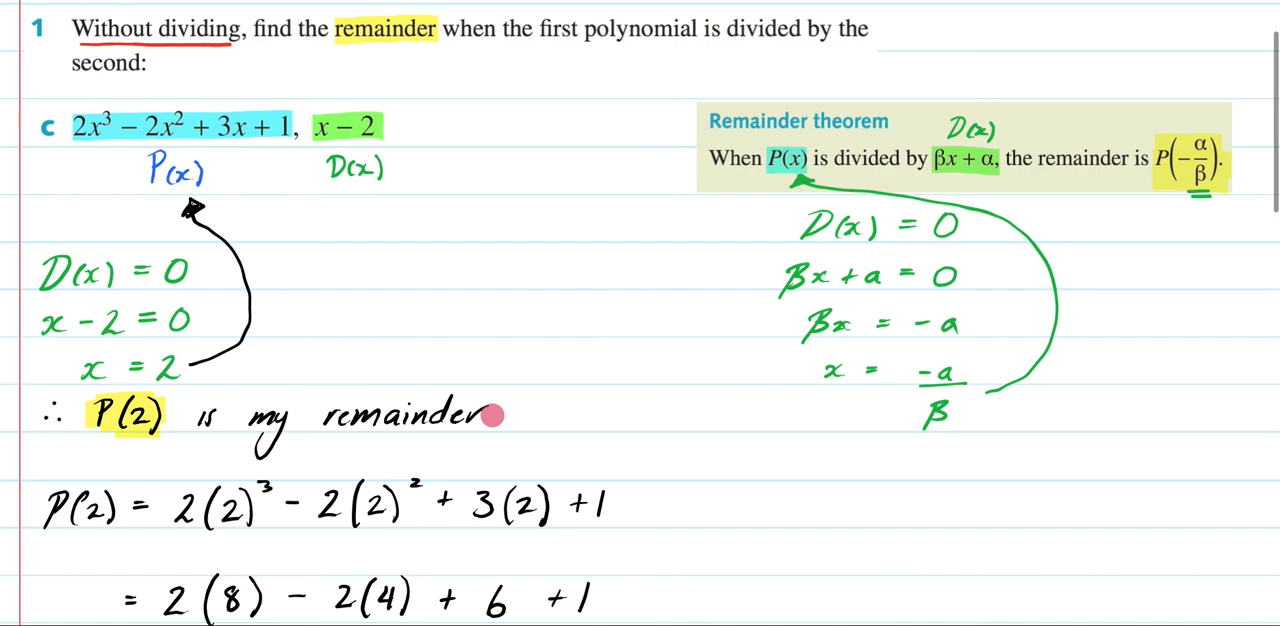 1 Without dividing, find the remainder when the first polynomial is divided by the
second:
c 2x³ − 2x² + 3x + 1, x − 2
P(x) D(x)
D(x) = 0
x - 2 = 0
x = 2
∴ P(2) is my remainder
P(2) = 2(2)³ - 2(2)² + 3(2) + 1
= 2(8) - 2(4) + 6 + 1
Remainder theorem D(x)
When P(x) is divided by βx + α, the remainder is P(−α/β).
D(x) = 0
βx + a = 0
βx = - a
x = -a/β